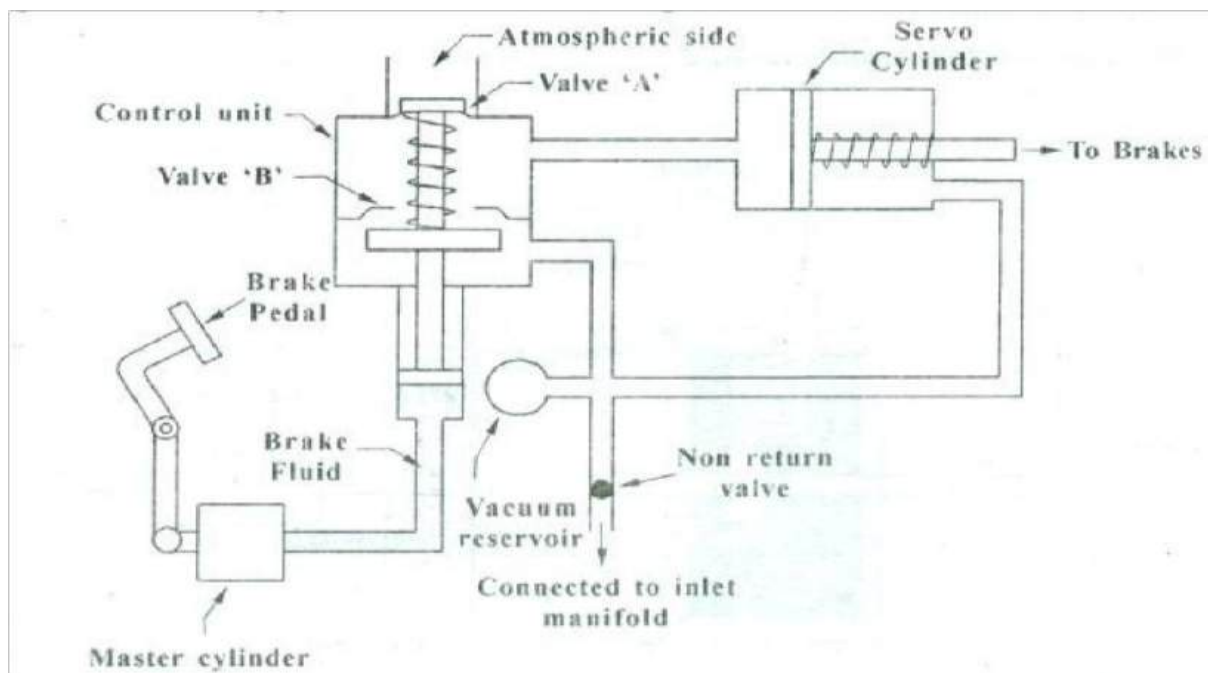 Atmospheric side
Servo
Cylinder
Valve ‘A’
Control unit
To Brakes
Valve ‘B’
Brake
Pedal
Brake
Fluid
Non return
valve
Vacuum
reservoir
Connected to inlet
manifold
Master cylinder